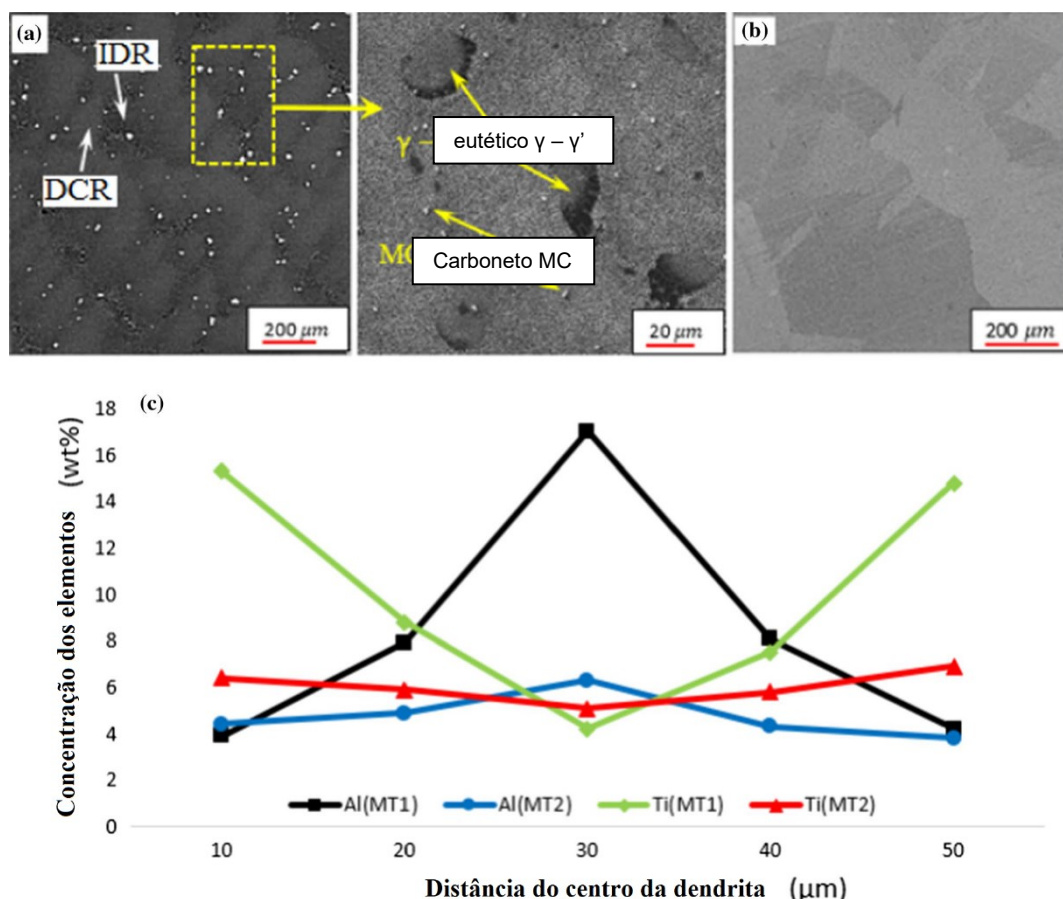 (a)
IDR
DCR
200 μm
γ – eutético γ – γ’
MC Carboneto MC
20 μm
(b)
200 μm
(c)
Concentração dos elementos (wt%)
18
16
14
12
10
8
6
4
2
0
Al(MT1) Al(MT2) Ti(MT1) Ti(MT2)
10 20 30 40 50
Distância do centro da dendrita (μm)